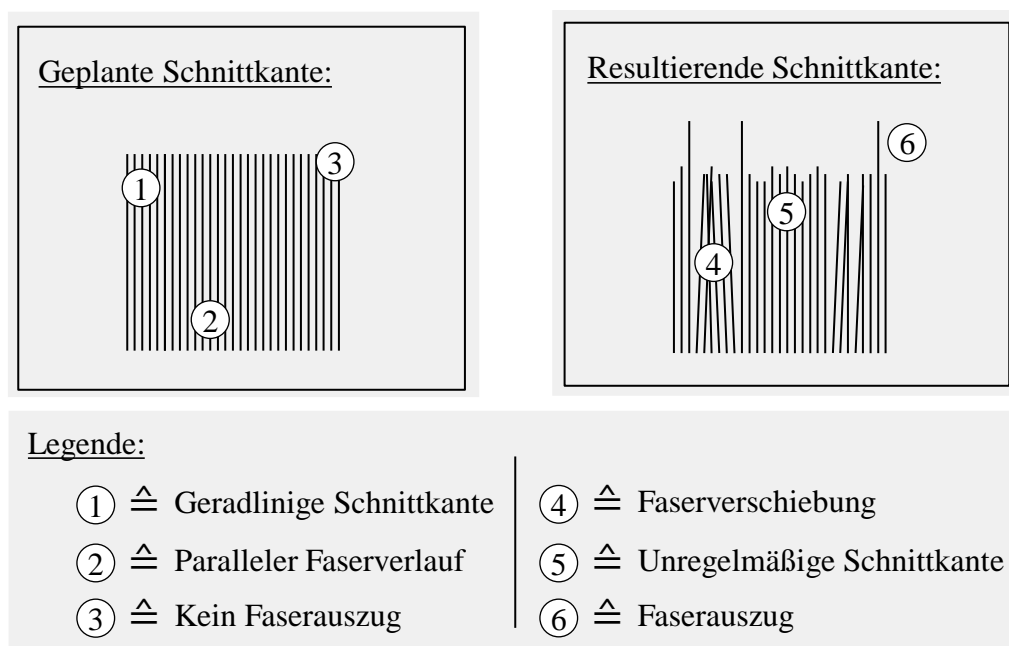 Geplante Schnittkante:
1
2
3
Resultierende Schnittkante:
4
5
6
Legende:
1 ≙ Geradlinige Schnittkante
2 ≙ Paralleler Faserverlauf
3 ≙ Kein Faserauszug
4 ≙ Faserverschiebung
5 ≙ Unregelmäßige Schnittkante
6 ≙ Faserauszug